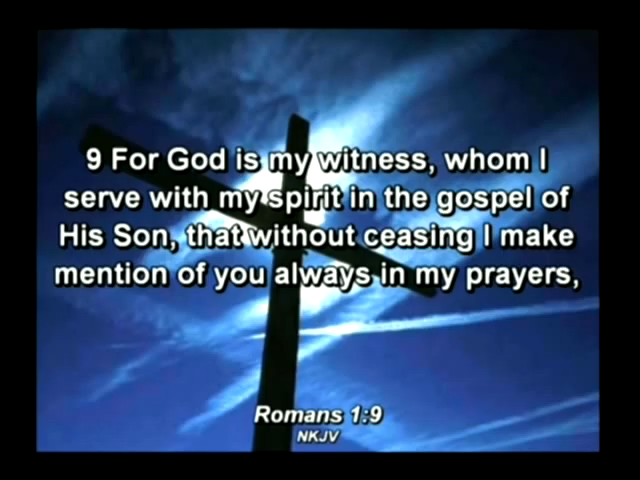 9 For God is my witness, whom I
serve with my spirit in the gospel of
His Son, that without ceasing I make
mention of you always in my prayers,
Romans 1:9
NKJV